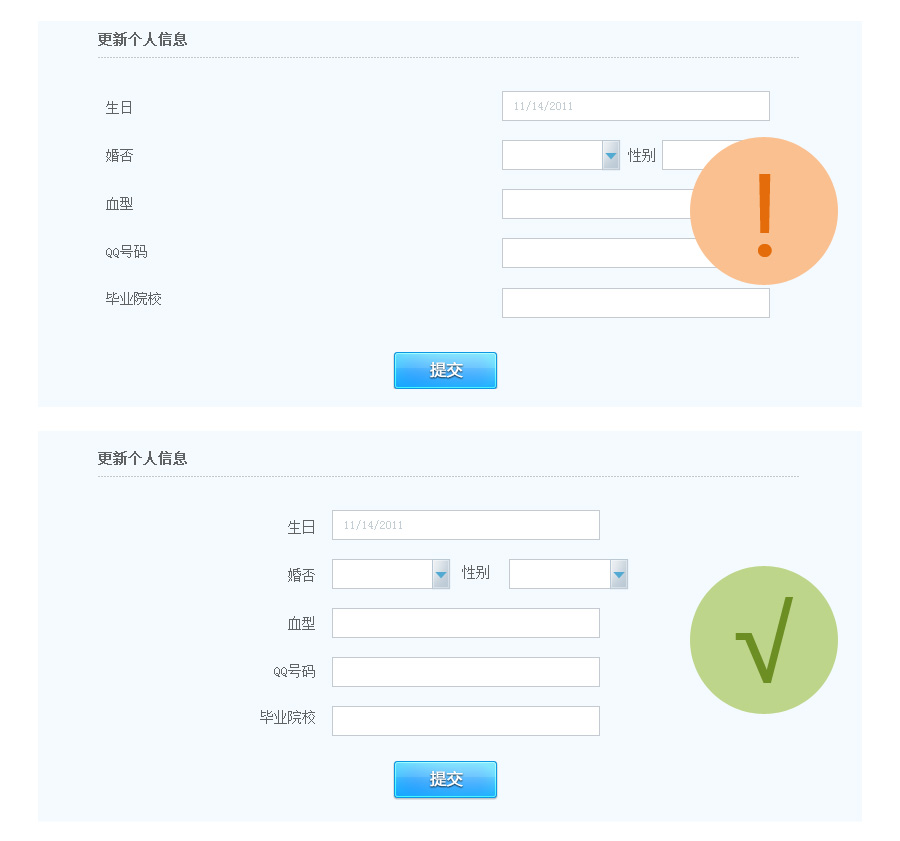 更新个人信息
生日 11/14/2011
婚否 性别
血型
QQ号码
毕业院校
!
提交
更新个人信息
生日 11/14/2011
婚否 性别
血型
√
QQ号码
毕业院校
提交